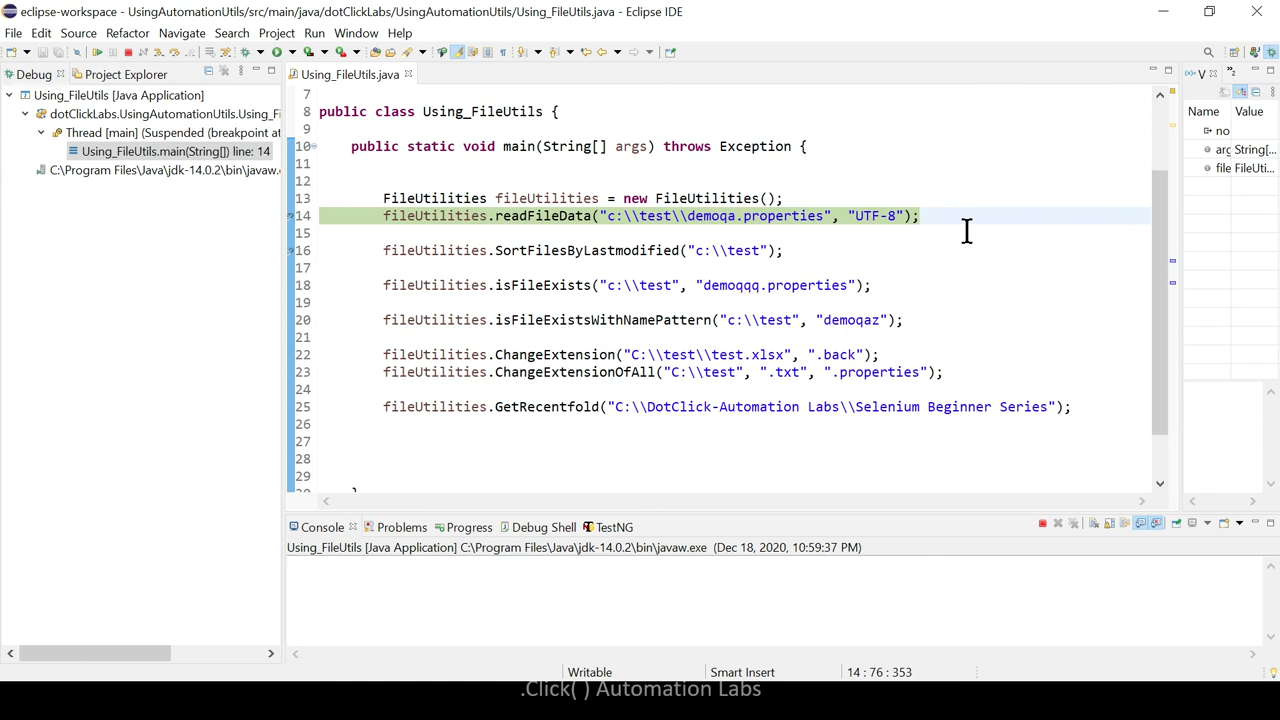 eclipse-workspace - UsingAutomationUtils/src/main/java/dotClickLabs/UsingAutomationUtils/Using_FileUtils.java - Eclipse IDE
File Edit Source Refactor Navigate Search Project Run Window Help
Debug Project Explorer
Using_FileUtils [Java Application]
dotClickLabs.UsingAutomationUtils.Using_Fi
Thread [main] (Suspended (breakpoint at
Using_FileUtils.main(String[]) line: 14
C:\Program Files\Java\jdk-14.0.2\bin\javaw.
Using_FileUtils.java
7
8 public class Using_FileUtils {
9
10 public static void main(String[] args) throws Exception {
11
12
13 FileUtilities fileUtilities = new FileUtilities();
14 fileUtilities.readFileData("c:\\test\\demoqa.properties", "UTF-8");
15
16 fileUtilities.SortFilesByLastmodified("c:\\test");
17
18 fileUtilities.isFileExists("c:\\test", "demoqqq.properties");
19
20 fileUtilities.isFileExistsWithNamePattern("c:\\test", "demoqaz");
21
22 fileUtilities.ChangeExtension("C:\\test\\test.xlsx", ".back");
23 fileUtilities.ChangeExtensionOfAll("C:\\test", ".txt", ".properties");
24
25 fileUtilities.GetRecentfold("C:\\DotClick-Automation Labs\\Selenium Beginner Series");
26
27
28
29
}
V
Name Value
no
arg String[...
file FileUti...
Console Problems Progress Debug Shell TestNG
Using_FileUtils [Java Application] C:\Program Files\Java\jdk-14.0.2\bin\javaw.exe (Dec 18, 2020, 10:59:37 PM)
Writable Smart Insert 14 : 76 : 353
.Click( ) Automation Labs